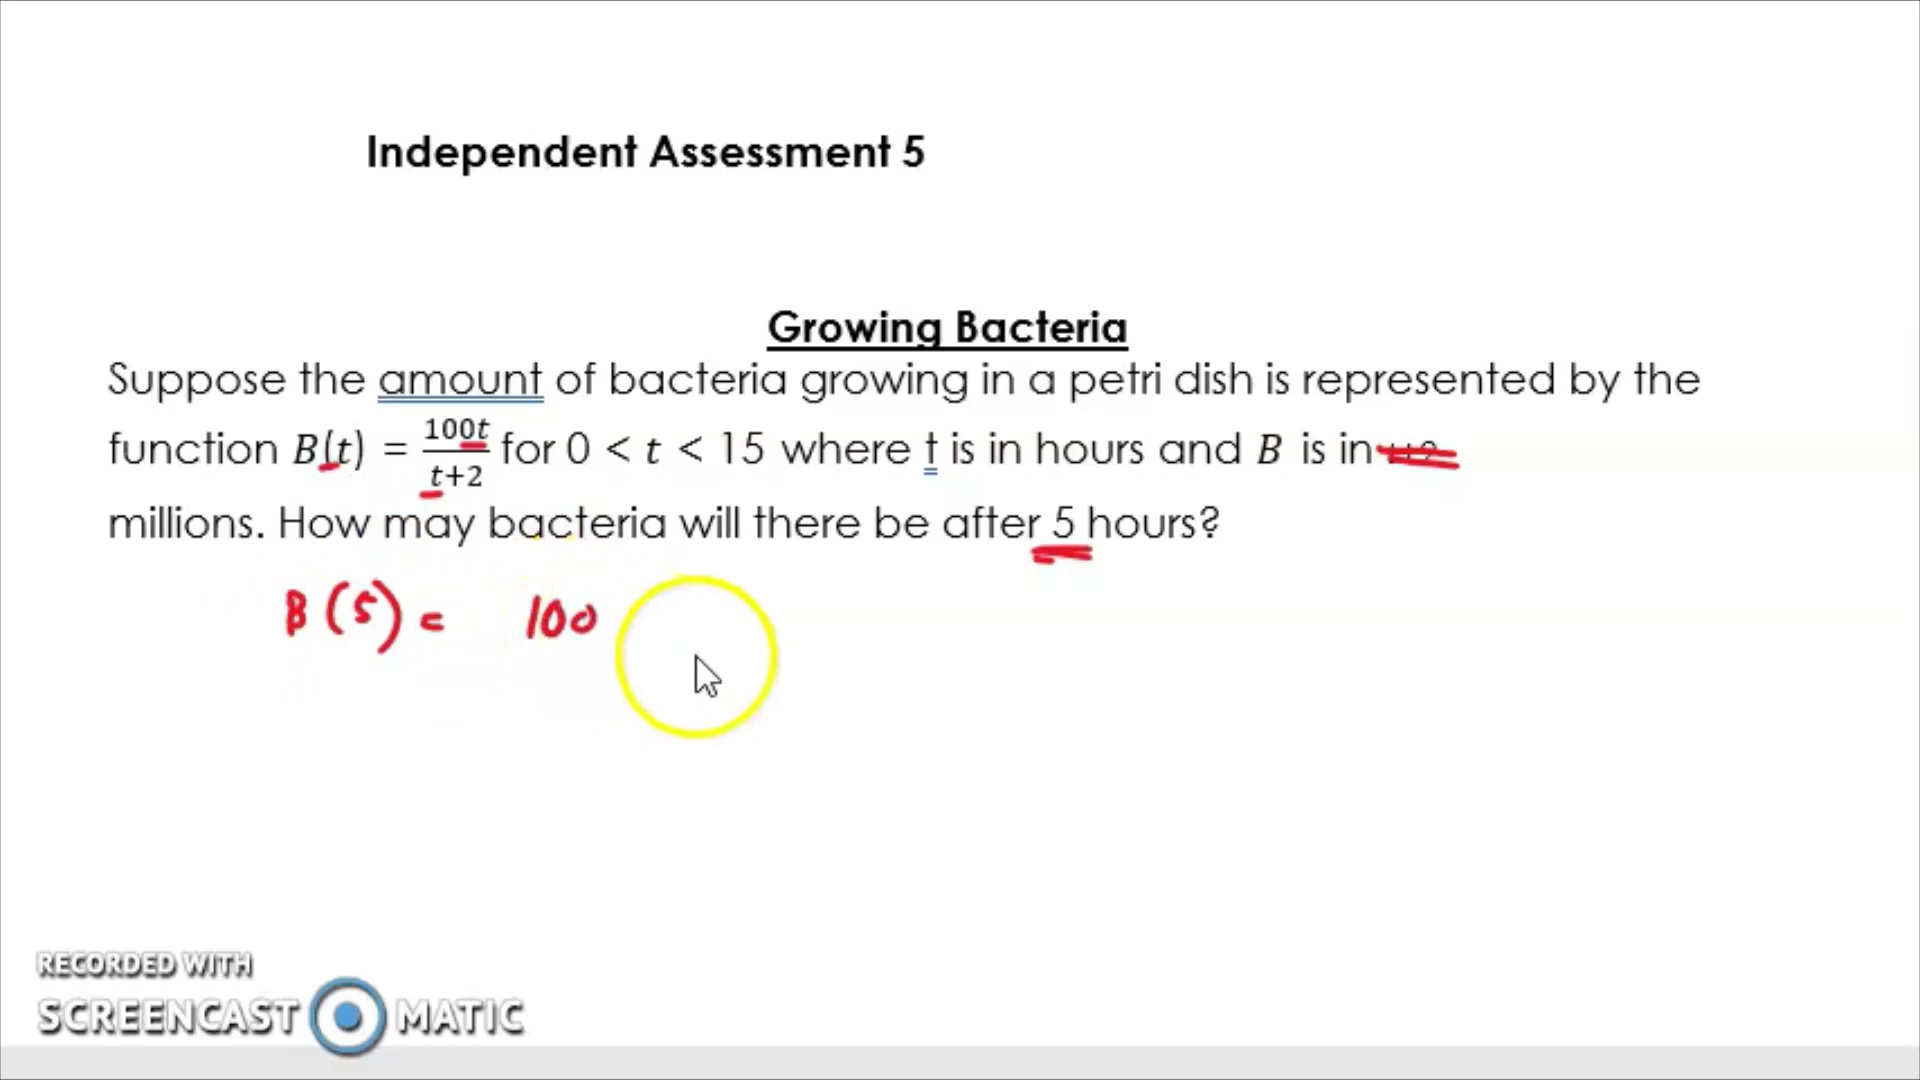 Independent Assessment 5
Growing Bacteria
Suppose the amount of bacteria growing in a petri dish is represented by the
function B(t) = 100t/t+2 for 0 < t < 15 where t is in hours and B is in
millions. How may bacteria will there be after 5 hours?
B(5) = 100
RECORDED WITH
SCREENCAST MATIC